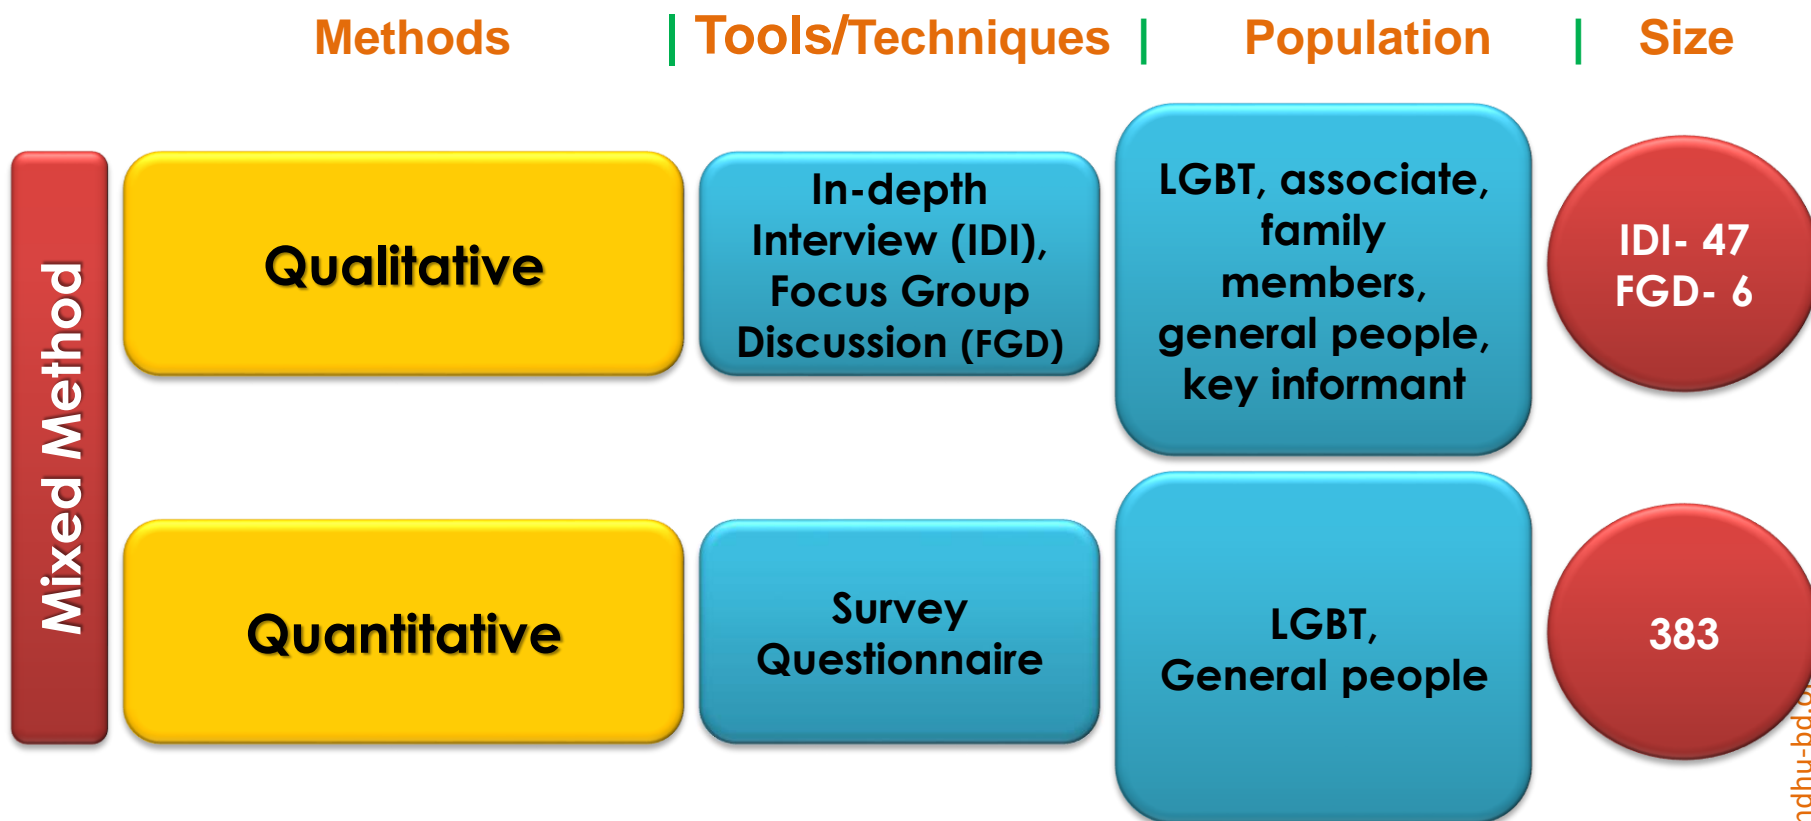 Methods | Tools/Techniques | Population | Size
Mixed Method
Qualitative
In-depth
Interview (IDI),
Focus Group
Discussion (FGD)
LGBT, associate,
family
members,
general people,
key informant
IDI- 47
FGD- 6
Quantitative
Survey
Questionnaire
LGBT,
General people
383